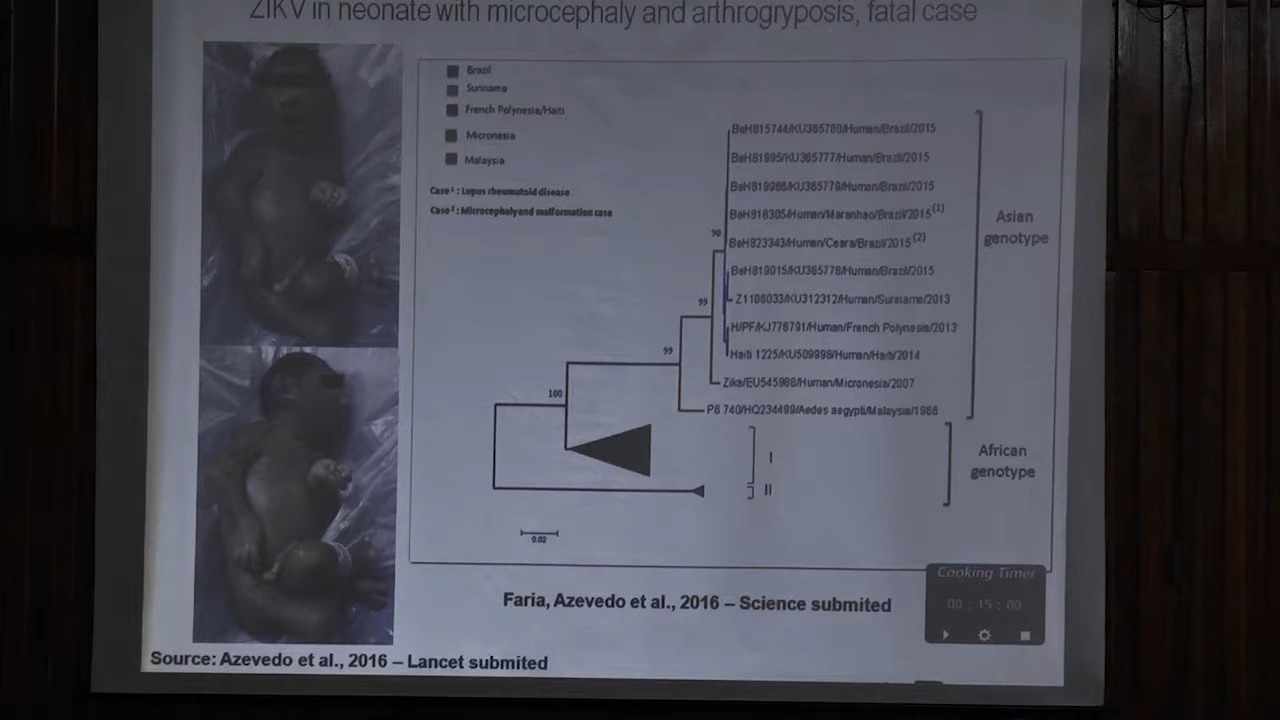 ZIKV in neonate with microcephaly and arthrogryposis, fatal case
Brazil
Suriname
French Polynesia/Haiti
Micronesia
Malaysia
Case 1 : Lupus rheumatoid disease
Case 2 : Microcephaly and malformation case
BeH815744/KU365780/Human/Brazil/2015
BeH81995/KU365777/Human/Brazil/2015
BeH818966/KU365779/Human/Brazil/2015
BeH818305/Human/Maranhao/Brazil/2015(1)
BeH823343/Human/Ceara/Brazil/2015(2)
BeH819015/KU365778/Human/Brazil/2015
Z1106033/KU312312/Human/Suriname/2013
H/PF/KJ776791/Human/French Polynesia/2013
Haiti 1225/KU509998/Human/Haiti/2014
Zika/EU545988/Human/Micronesia/2007
P6 740/HQ234499/Aedes aegypti/Malaysia/1966
98
99
99
100
Asian
genotype
African
genotype
I
II
0.02
Cooking Timer
00 : 15 : 00
Faria, Azevedo et al., 2016 – Science submited
Source: Azevedo et al., 2016 – Lancet submited